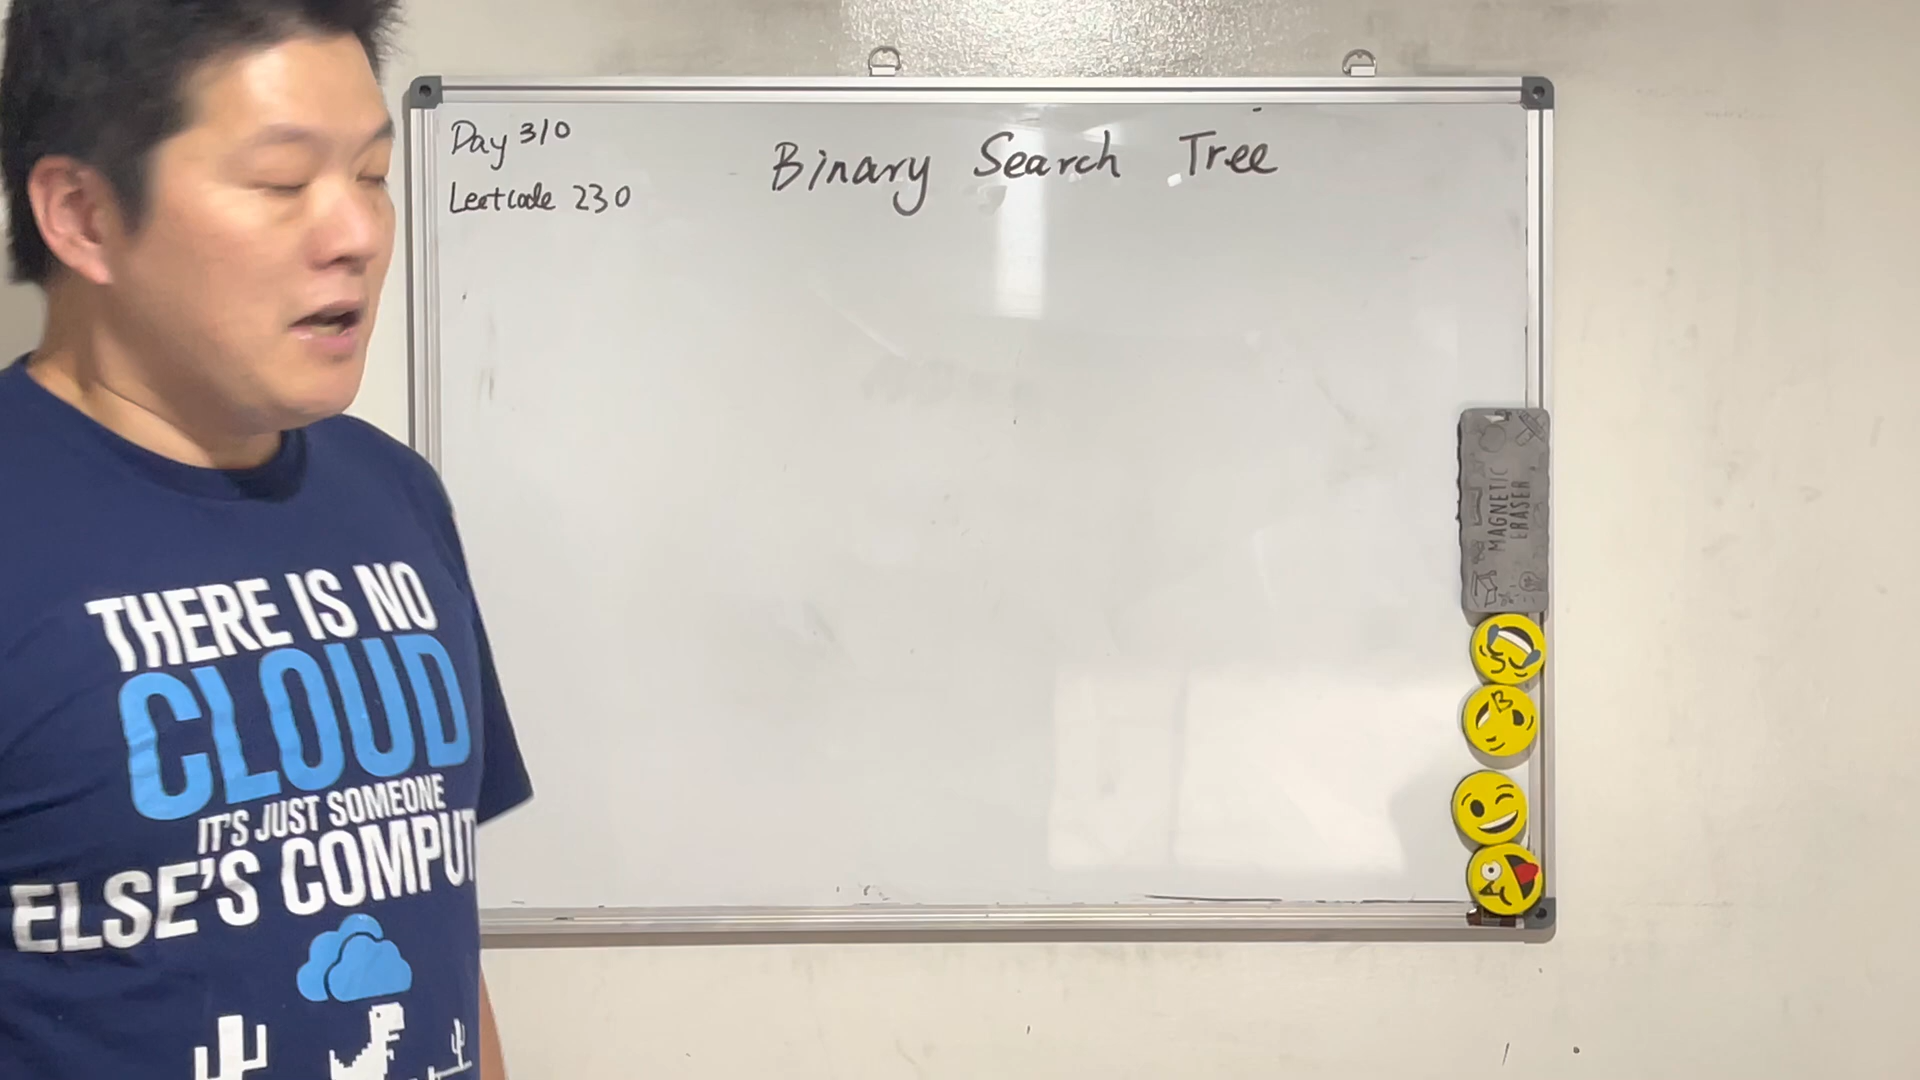 Day 310
Leetcode 230
Binary Search Tree
THERE IS NO
CLOUD
IT'S JUST SOMEONE
ELSE'S COMPUT
MAGNETIC
ERASER
B